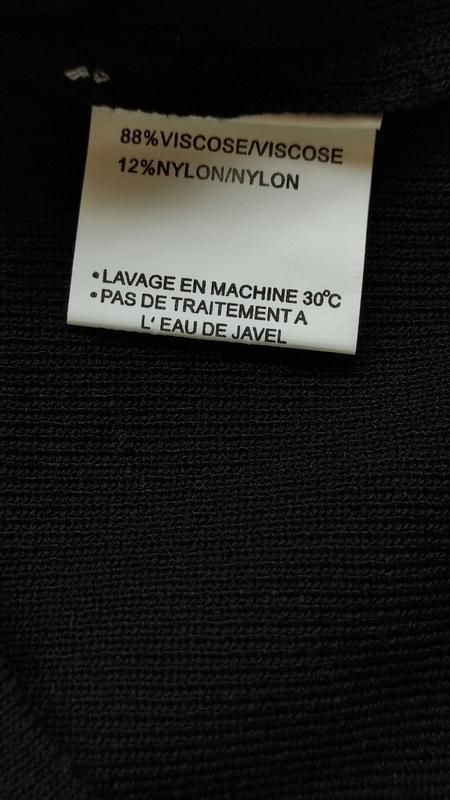 88%VISCOSE/VISCOSE
12%NYLON/NYLON
•LAVAGE EN MACHINE 30°C
•PAS DE TRAITEMENT A
L' EAU DE JAVEL